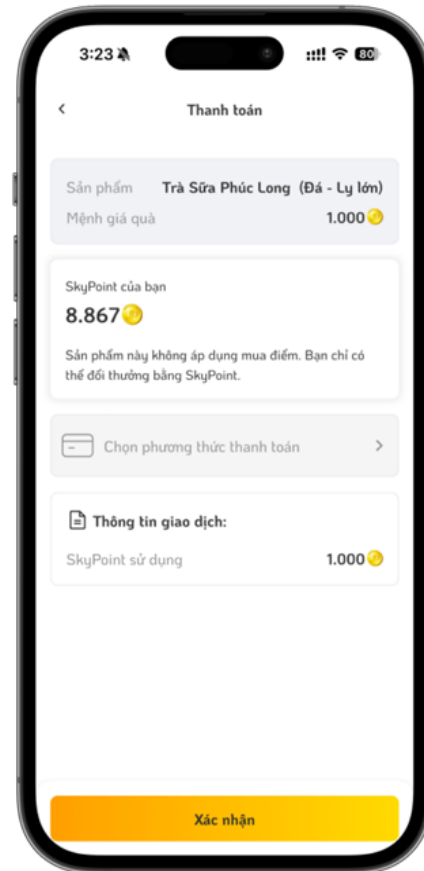 3:23 80
Thanh toán
Sản phẩm Trà Sữa Phúc Long (Đá - Ly lớn)
Mệnh giá quà 1.000
SkyPoint của bạn
8.867
Sản phẩm này không áp dụng mua điểm. Bạn chỉ có
thể đổi thưởng bằng SkyPoint.
Chọn phương thức thanh toán
Thông tin giao dịch:
SkyPoint sử dụng 1.000
Xác nhận